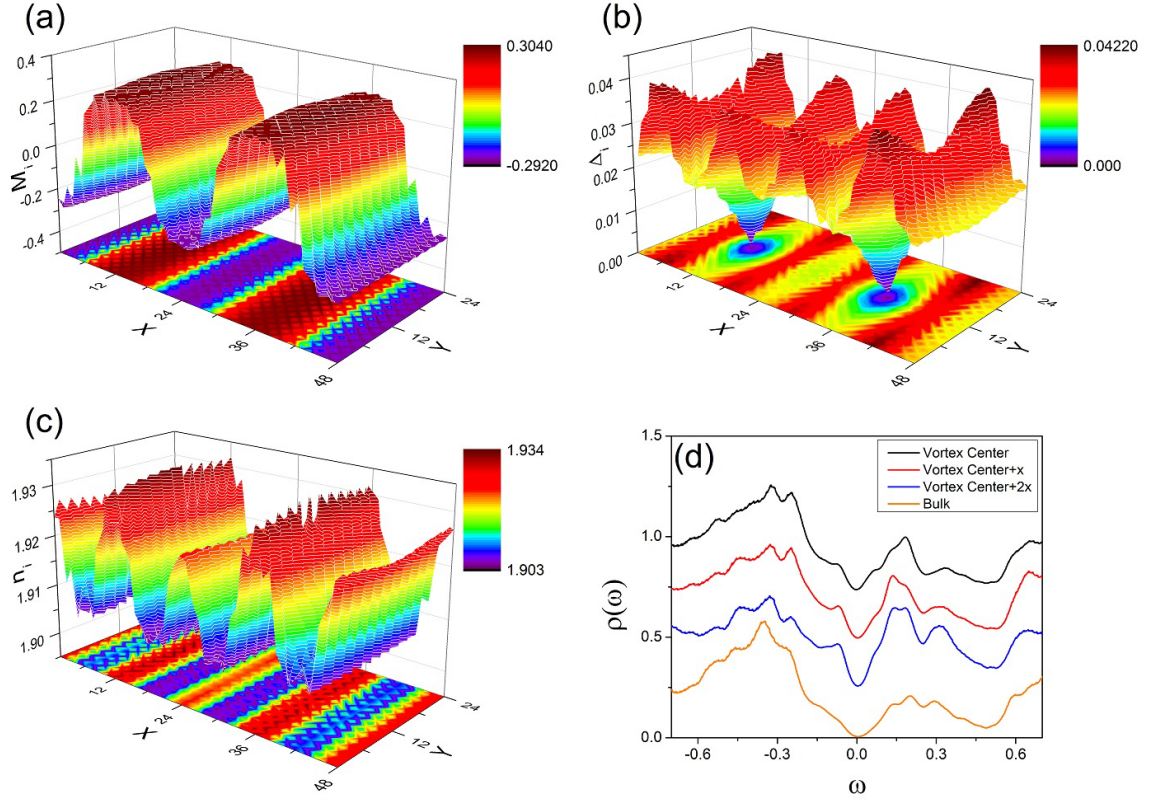 (a)
0.4
0.2
0.0
-0.2
-0.4
M_i
12
24
36
48
X
12
24
Y
0.3040
-0.2920
(b)
0.04
0.03
0.02
0.01
0.00
Δ_i
12
24
36
48
X
12
24
Y
0.04220
0.000
(c)
1.93
1.92
1.91
1.90
n_i
12
24
36
48
X
12
24
Y
1.934
1.903
(d)
Vortex Center
Vortex Center+x
Vortex Center+2x
Bulk
1.5
1.0
0.5
0.0
ρ(ω)
-0.6 -0.3 0.0 0.3 0.6
ω